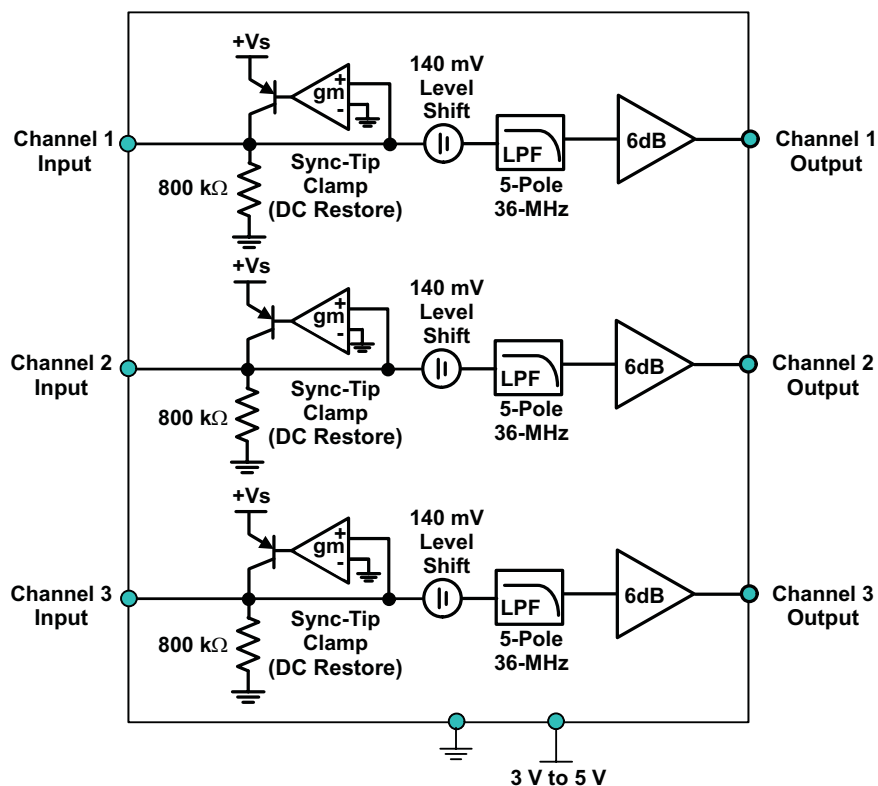 +Vs
gm
+
-
140 mV
Level
Shift
Channel 1
Input
800 kΩ
Sync-Tip
Clamp
(DC Restore)
LPF
5-Pole
36-MHz
6dB
Channel 1
Output
+Vs
gm
+
-
140 mV
Level
Shift
Channel 2
Input
800 kΩ
Sync-Tip
Clamp
(DC Restore)
LPF
5-Pole
36-MHz
6dB
Channel 2
Output
+Vs
gm
+
-
140 mV
Level
Shift
Channel 3
Input
800 kΩ
Sync-Tip
Clamp
(DC Restore)
LPF
5-Pole
36-MHz
6dB
Channel 3
Output
3 V to 5 V